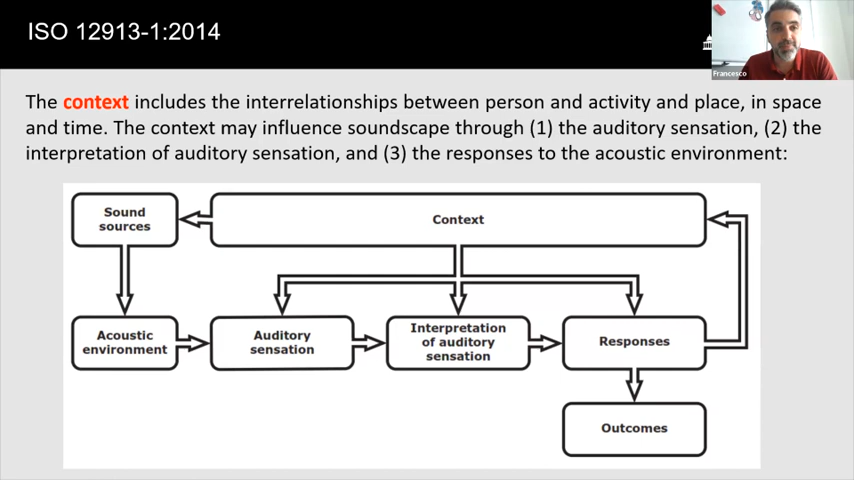 ISO 12913-1:2014
Francesco
The context includes the interrelationships between person and activity and place, in space
and time. The context may influence soundscape through (1) the auditory sensation, (2) the
interpretation of auditory sensation, and (3) the responses to the acoustic environment:
Sound
sources
Context
Acoustic
environment
Auditory
sensation
Interpretation
of auditory
sensation
Responses
Outcomes